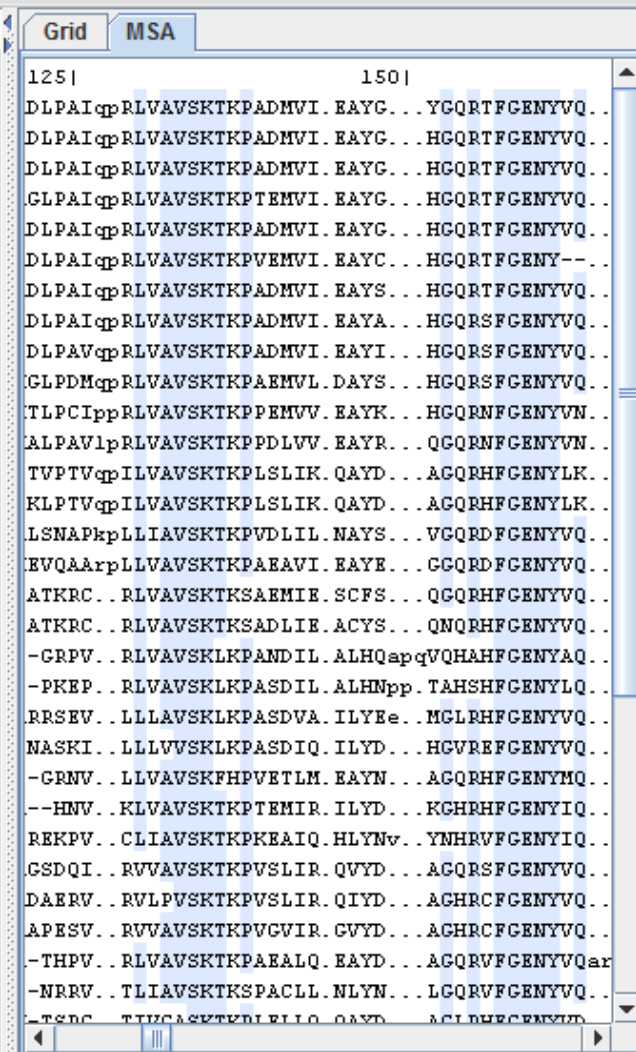 Grid MSA
125| 150|
DLPAIqpRLVAVSKTKPADMVI.EAYG...YGQRTFGENYVQ..
DLPAIqpRLVAVSKTKPADMVI.EAYG...HGQRTFGENYVQ..
DLPAIqpRLVAVSKTKPADMVI.EAYG...HGQRTFGENYVQ..
GLPAIqpRLVAVSKTKPTEMVI.EAYG...HGQRTFGENYVQ..
DLPAIqpRLVAVSKTKPADMVI.EAYG...HGQRTFGENYVQ..
DLPAIqpRLVAVSKTKPVEMVI.EAYC...HGQRTFGENY--..
DLPAIqpRLVAVSKTKPADMVI.EAYS...HGQRTFGENYVQ..
DLPAIqpRLVAVSKTKPADMVI.EAYA...HGQRSFGENYVQ..
DLPAVqpRLVAVSKTKPADMVI.EAYI...HGQRSFGENYVQ..
GLPDMqpRLVAVSKTKPAEMVL.DAYS...HGQRSFGENYVQ..
TLPCIppRLVAVSKTKPPEMVV.EAYK...HGQRNFGENYVN..
ALPAVlpRLVAVSKTKPPDLVV.EAYR...QGQRNFGENYVN..
TVPTVqpILVAVSKTKPLSLIK.QAYD...AGQRHFGENYLK..
KLPTVqpILVAVSKTKPLSLIK.QAYD...AGQRHFGENYLK..
LSNAPkpLLIAVSKTKPVDLIL.NAYS...VGQRDFGENYVQ..
EVQAArpLLVAVSKTKPAEAVI.EAYE...GGQRDFGENYVQ..
ATKRC..RLVAVSKTKSAEMIE.SCFS...QGQRHFGENYVQ..
ATKRC..RLVAVSKTKSADLIE.ACYS...QNQRHFGENYVQ..
-GRPV..RLVAVSKLKPANDIL.ALHQapqVQHAHFGENYAQ..
-PKEP..RLVAVSKLKPASDIL.ALHNpp.TAHSHFGENYLQ..
RRSEV..LLLAVSKLKPASDVA.ILYEe..MGLRHFGENYVQ..
NASKI..LLLVVSKLKPASDIQ.ILYD...HGVREFGENYVQ..
-GRNV..LLVAVSKFHPVETLM.EAYN...AGQRHFGENYMQ..
--HNV..KLVAVSKTKPTEMIR.ILYD...KGHRHFGENYIQ..
REKPV..CLIAVSKTKPKEAIQ.HLYNv..YNHRVFGENYIQ..
GSDQI..RVVAVSKTKPVSLIR.QVYD...AGQRSFGENYVQ..
DAERV..RVLPVSKTKPVSLIR.QIYD...AGHRCFGENYVQ..
APESV..RVVAVSKTKPVGVIR.GVYD...AGHRCFGENYVQ..
-THPV..RLVAVSKTKPAEALQ.EAYD...AGQRVFGENYVQar
-NRRV..TLIAVSKTKSPACLL.NLYN...LGQRVFGENYVQ..